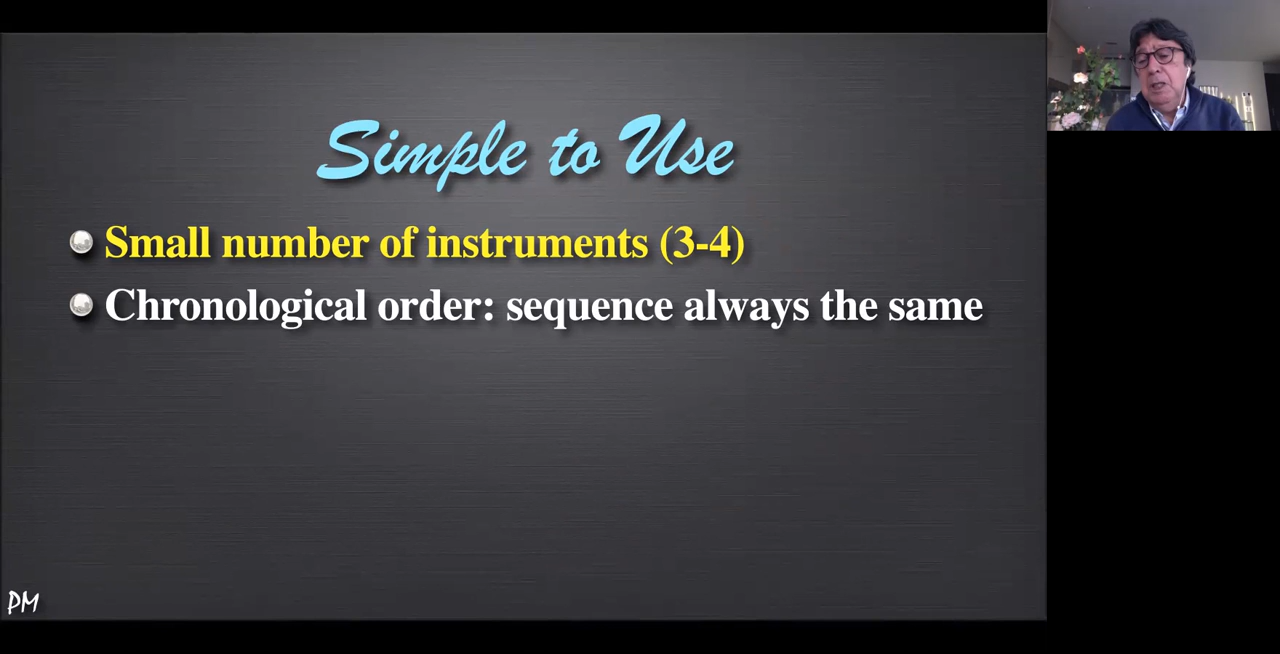 Simple to Use
Small number of instruments (3-4)
Chronological order: sequence always the same
PM